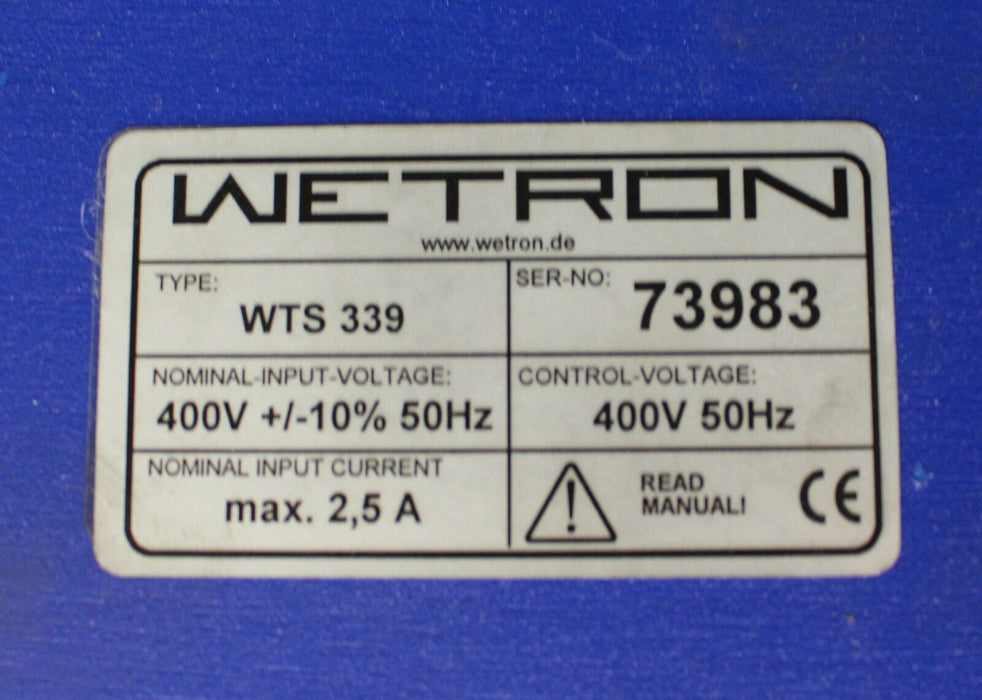 WETRON
www.wetron.de
TYPE:
WTS 339
SER-NO:
73983
NOMINAL-INPUT-VOLTAGE:
400V +/-10% 50Hz
CONTROL-VOLTAGE:
400V 50Hz
NOMINAL INPUT CURRENT
max. 2,5 A
!
READ
MANUAL!
CE